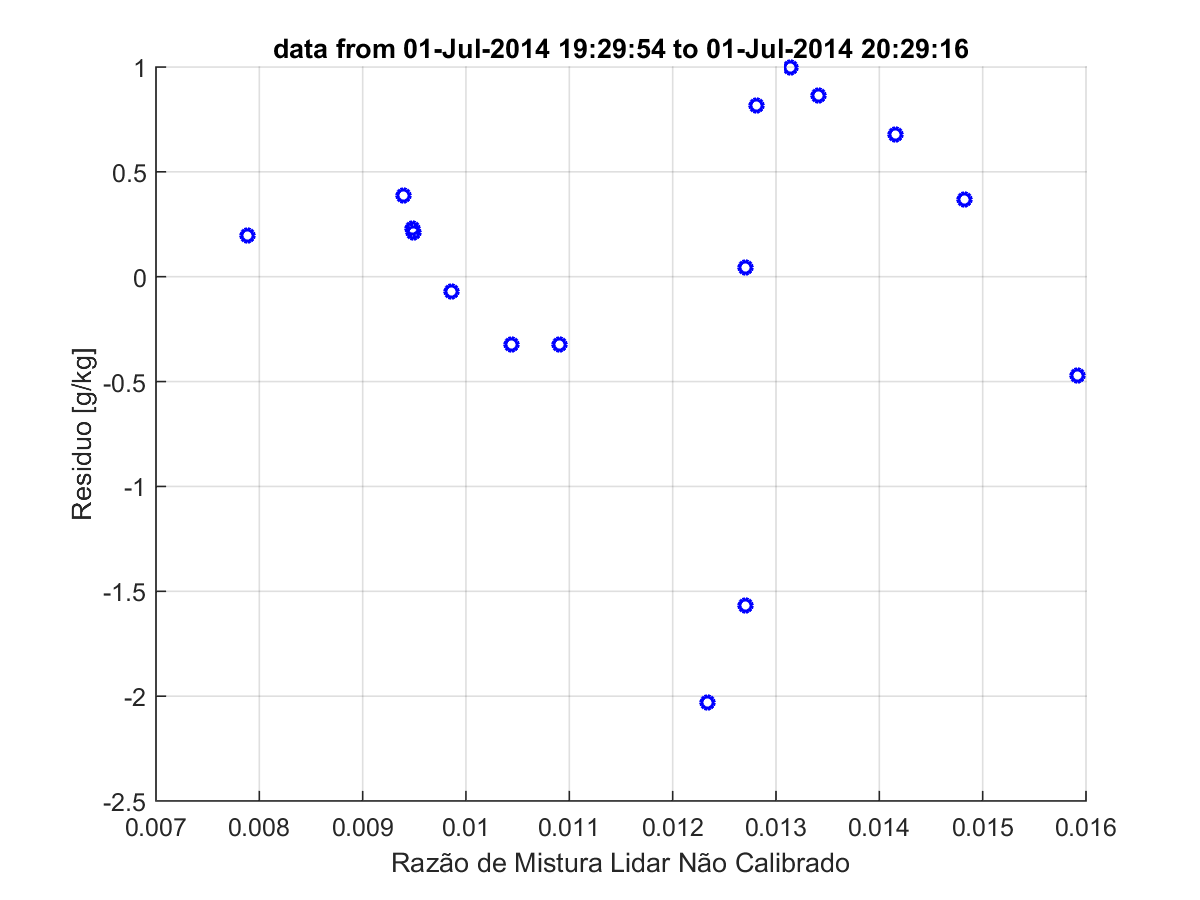 data from 01-Jul-2014 19:29:54 to 01-Jul-2014 20:29:16
1
0.5
0
-0.5
-1
-1.5
-2
-2.5
Residuo [g/kg]
0.007 0.008 0.009 0.01 0.011 0.012 0.013 0.014 0.015 0.016
Razão de Mistura Lidar Não Calibrado